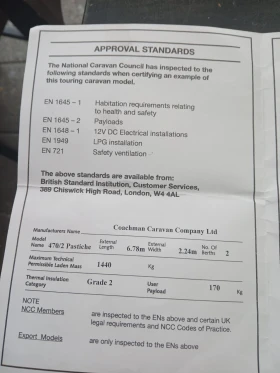 APPROVAL STANDARDS
The National Caravan Council has inspected to the
following standards when certifying an example of
this touring caravan model.
EN 1645 – 1 Habitation requirements relating
to health and safety
EN 1645 – 2 Payloads
EN 1648 – 1 12V DC Electrical installations
EN 1949 LPG installation
EN 721 Safety ventilation
The above standards are available from:
British Standard Institution, Customer Services,
389 Chiswick High Road, London, W4 4AL
Manufacturers Name Coachman Caravan Company Ltd
Model Name 470/2 Pastiche External Length 6.78m External Width 2.24m No. Of Berths 2
Maximum Technical Permissible Laden Mass 1440 Kg
Thermal Insulation Category Grade 2 User Payload 170 Kg
NOTE
NCC Members are inspected to the ENs above and certain UK
legal requirements and NCC Codes of Practice.
Export Models are only inspected to the ENs above